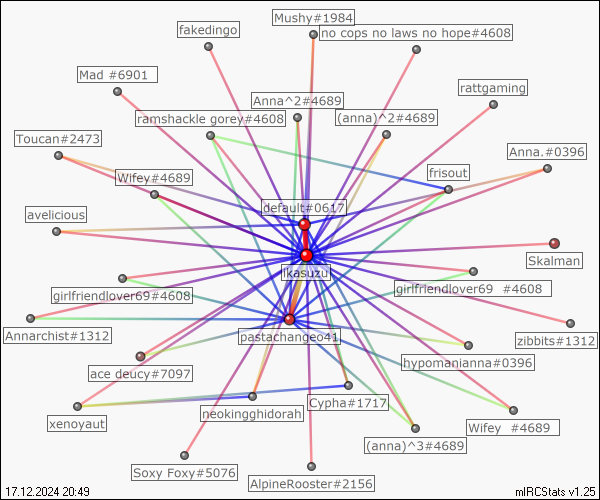 Mushy#1984
fakedingo
no cops no laws no hope#4608
Mad #6901
rattgaming
Anna^2#4689
ramshackle gorey#4608
(anna)^2#4689
Toucan#2473
Anna.#0396
Wifey#4689
frisout
default#0617
avelicious
Skalman
ikasuzu
girlfriendlover69#4608
girlfriendlover69 #4608
Annarchist#1312
pastachangeo41
zibbits#1312
hypomanianna#0396
ace deucy#7097
Cypha#1717
neokingghidorah
xenoyaut
Wifey #4689
(anna)^3#4689
Soxy Foxy#5076
AlpineRooster#2156
17.12.2024 20:49
mIRCStats v1.25